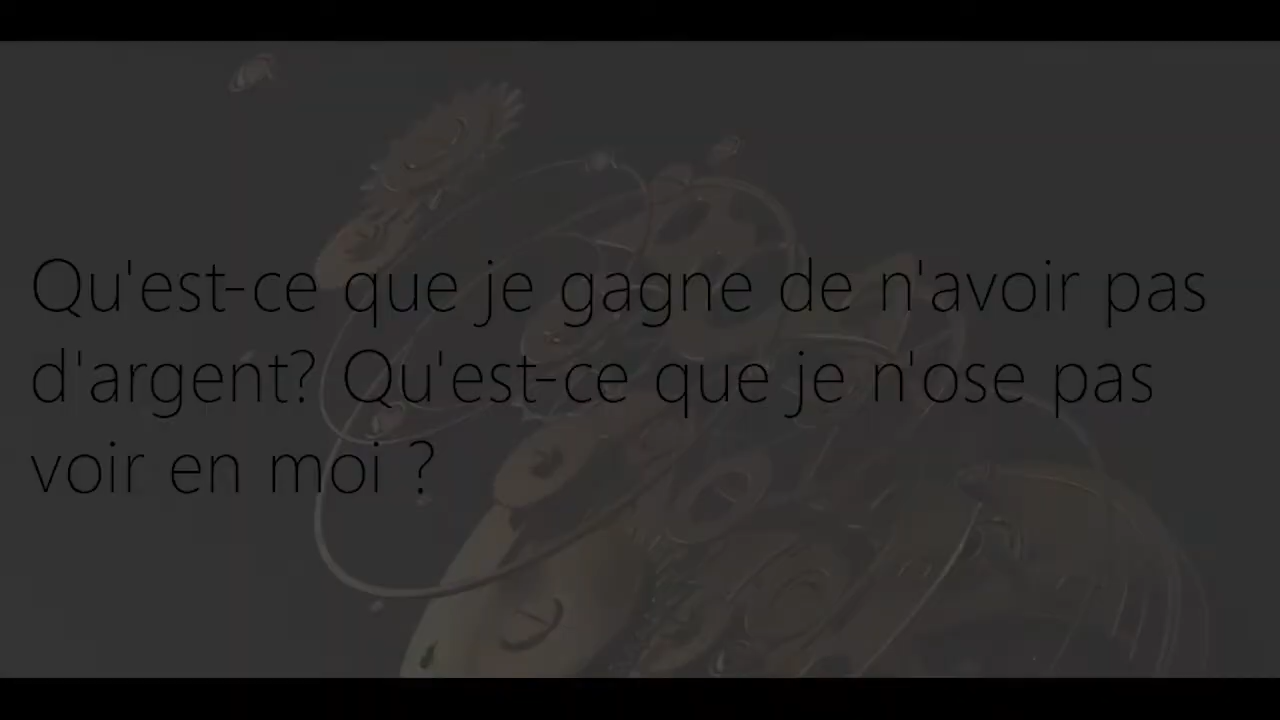 Qu'est-ce que je gagne de n'avoir pas
d'argent? Qu'est-ce que je n'ose pas
voir en moi ?